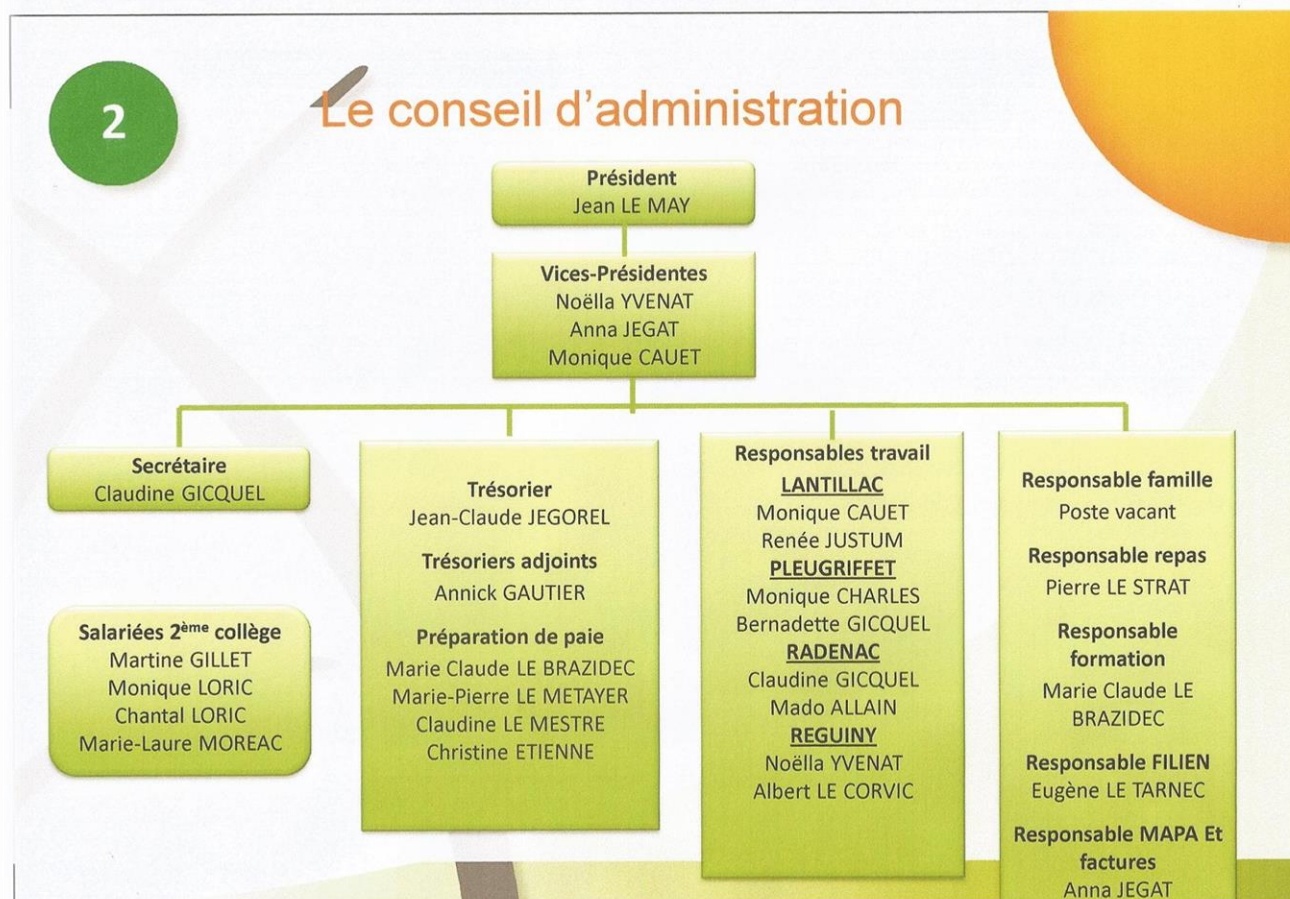 2
Le conseil d'administration
Président
Jean LE MAY
Vices-Présidentes
Noëlla YVENAT
Anna JEGAT
Monique CAUET
Secrétaire
Claudine GICQUEL
Salariées 2ème collège
Martine GILLET
Monique LORIC
Chantal LORIC
Marie-Laure MOREAC
Trésorier
Jean-Claude JEGOREL
Trésoriers adjoints
Annick GAUTIER
Préparation de paie
Marie Claude LE BRAZIDEC
Marie-Pierre LE METAYER
Claudine LE MESTRE
Christine ETIENNE
Responsables travail
LANTILLAC
Monique CAUET
Renée JUSTUM
PLEUGRIFFET
Monique CHARLES
Bernadette GICQUEL
RADENAC
Claudine GICQUEL
Mado ALLAIN
REGUINY
Noëlla YVENAT
Albert LE CORVIC
Responsable famille
Poste vacant
Responsable repas
Pierre LE STRAT
Responsable
formation
Marie Claude LE
BRAZIDEC
Responsable FILIEN
Eugène LE TARNEC
Responsable MAPA Et
factures
Anna JEGAT